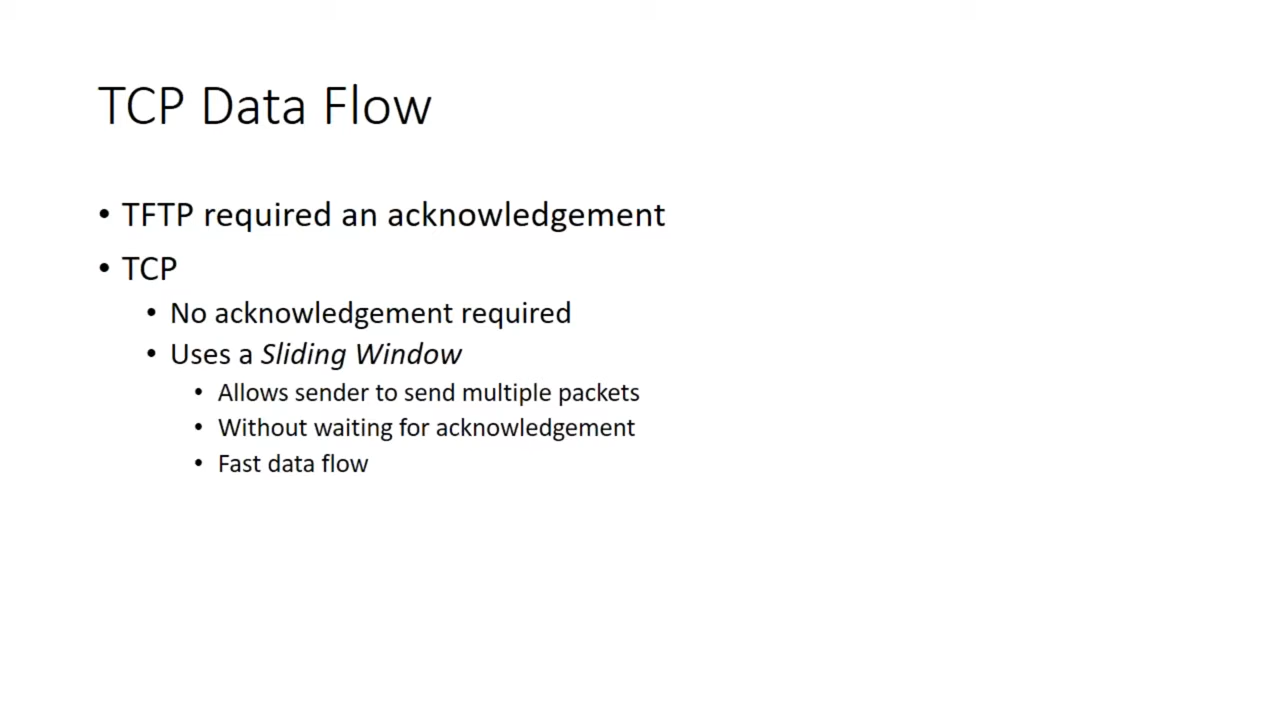 TCP Data Flow
• TFTP required an acknowledgement
• TCP
• No acknowledgement required
• Uses a Sliding Window
• Allows sender to send multiple packets
• Without waiting for acknowledgement
• Fast data flow